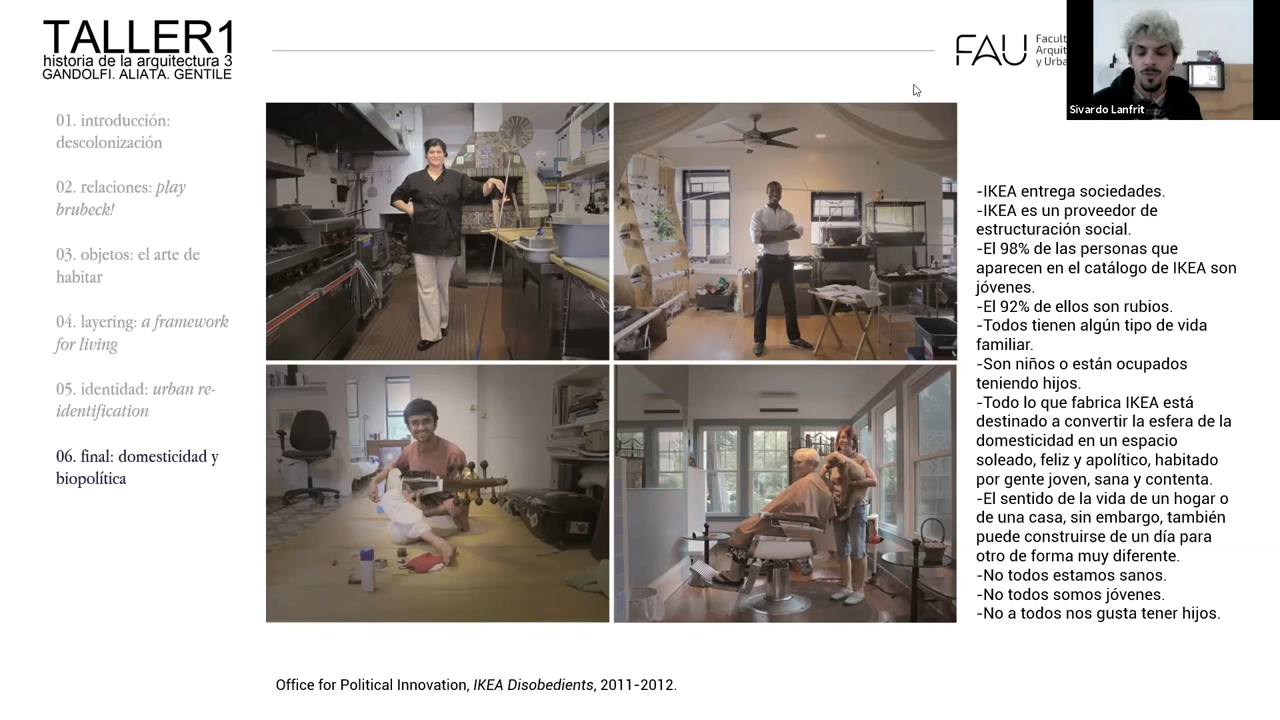 TALLER1
historia de la arquitectura 3
GANDOLFI. ALIATA. GENTILE
FAU
Facult
Arquit
y Urba
Sivardo Lanfrit
01. introducción:
descolonización
02. relaciones: play
brubeck!
03. objetos: el arte de
habitar
04. layering: a framework
for living
05. identidad: urban re-
identification
06. final: domesticidad y
biopolítica
-IKEA entrega sociedades.
-IKEA es un proveedor de
estructuración social.
-El 98% de las personas que
aparecen en el catálogo de IKEA son
jóvenes.
-El 92% de ellos son rubios.
-Todos tienen algún tipo de vida
familiar.
-Son niños o están ocupados
teniendo hijos.
-Todo lo que fabrica IKEA está
destinado a convertir la esfera de la
domesticidad en un espacio
soleado, feliz y apolítico, habitado
por gente joven, sana y contenta.
-El sentido de la vida de un hogar o
de una casa, sin embargo, también
puede construirse de un día para
otro de forma muy diferente.
-No todos estamos sanos.
-No todos somos jóvenes.
-No a todos nos gusta tener hijos.
Office for Political Innovation, IKEA Disobedients, 2011-2012.